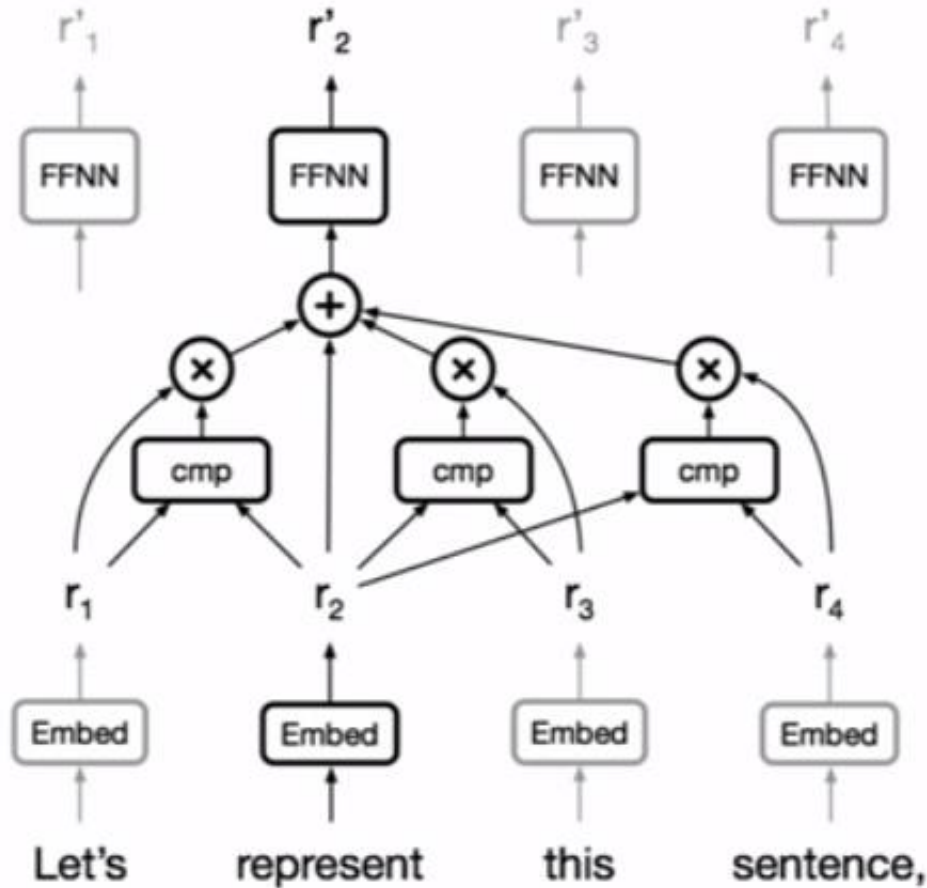 r'₁ r'₂ r'₃ r'₄
FFNN FFNN FFNN FFNN
+
× × ×
cmp cmp cmp
r₁ r₂ r₃ r₄
Embed Embed Embed Embed
Let's represent this sentence,